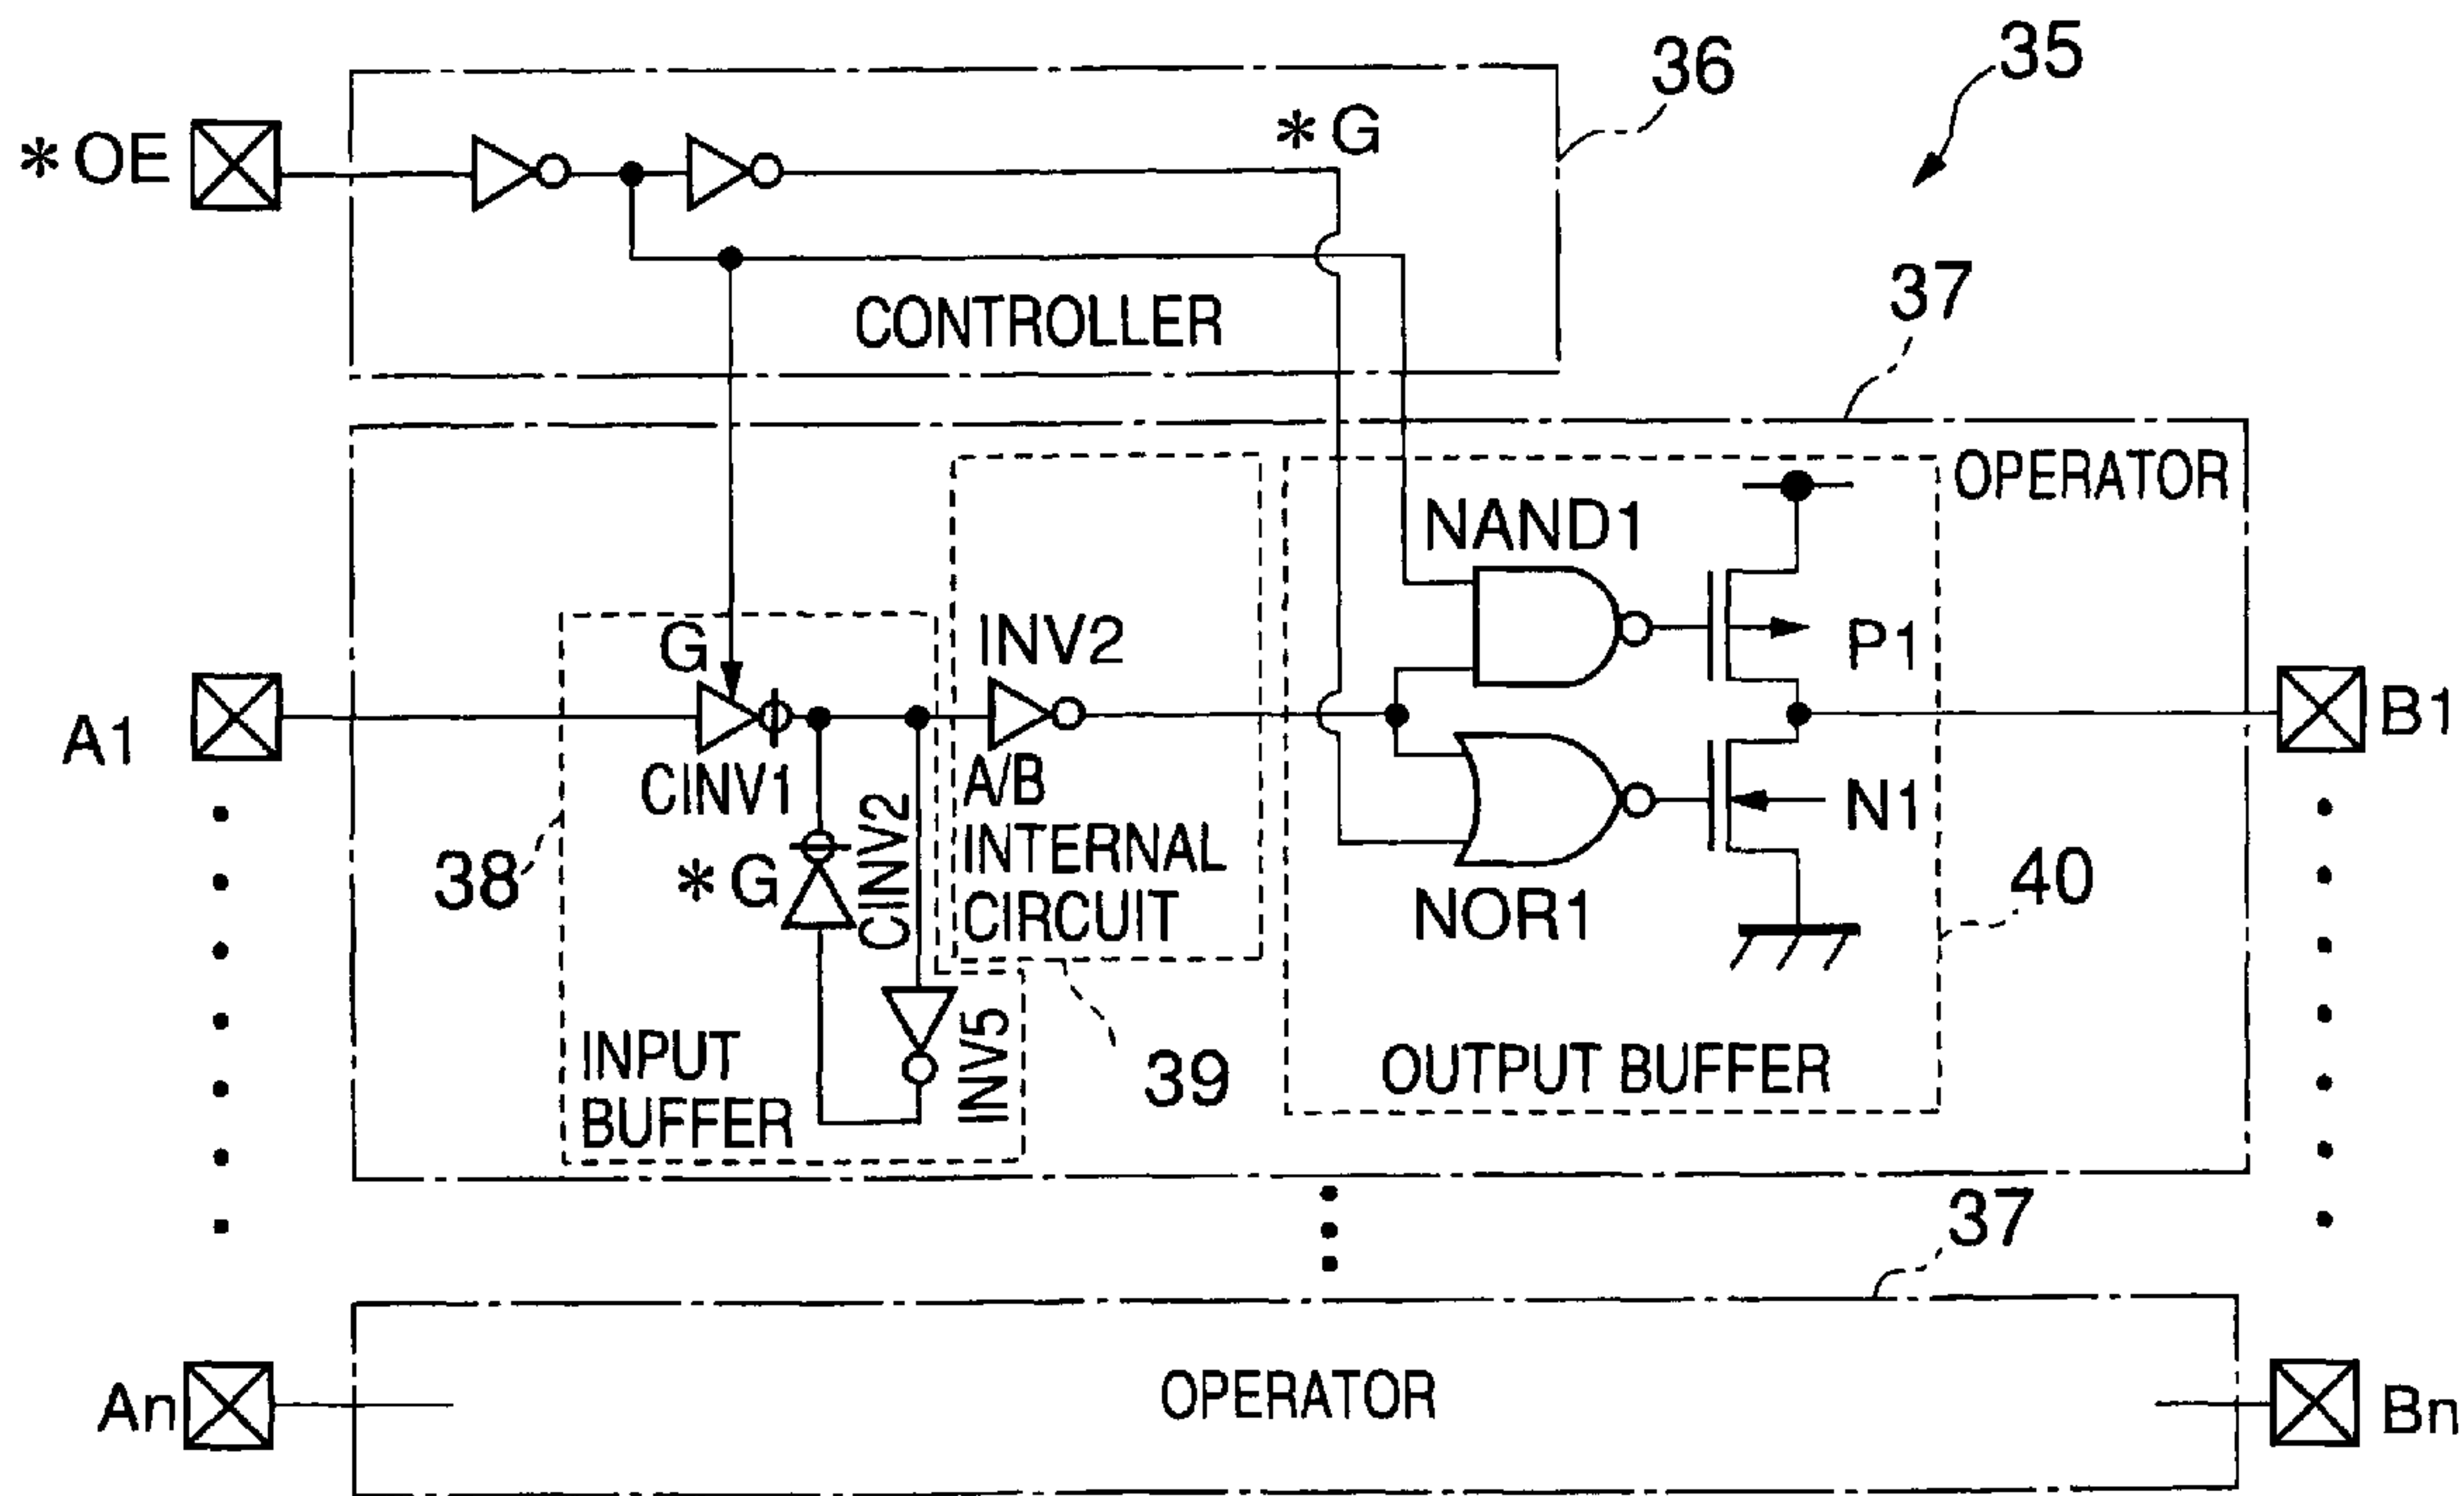 35
36
* OE
* G
37
CONTROLLER
OPERATOR
NAND1
G
INV2
P1
A1
B1
CINV1
A/B
INTERNAL
CIRCUIT
N1
38
* G
CINV2
40
NOR1
INPUT
BUFFER
INV5
39
OUTPUT BUFFER
37
An
OPERATOR
Bn